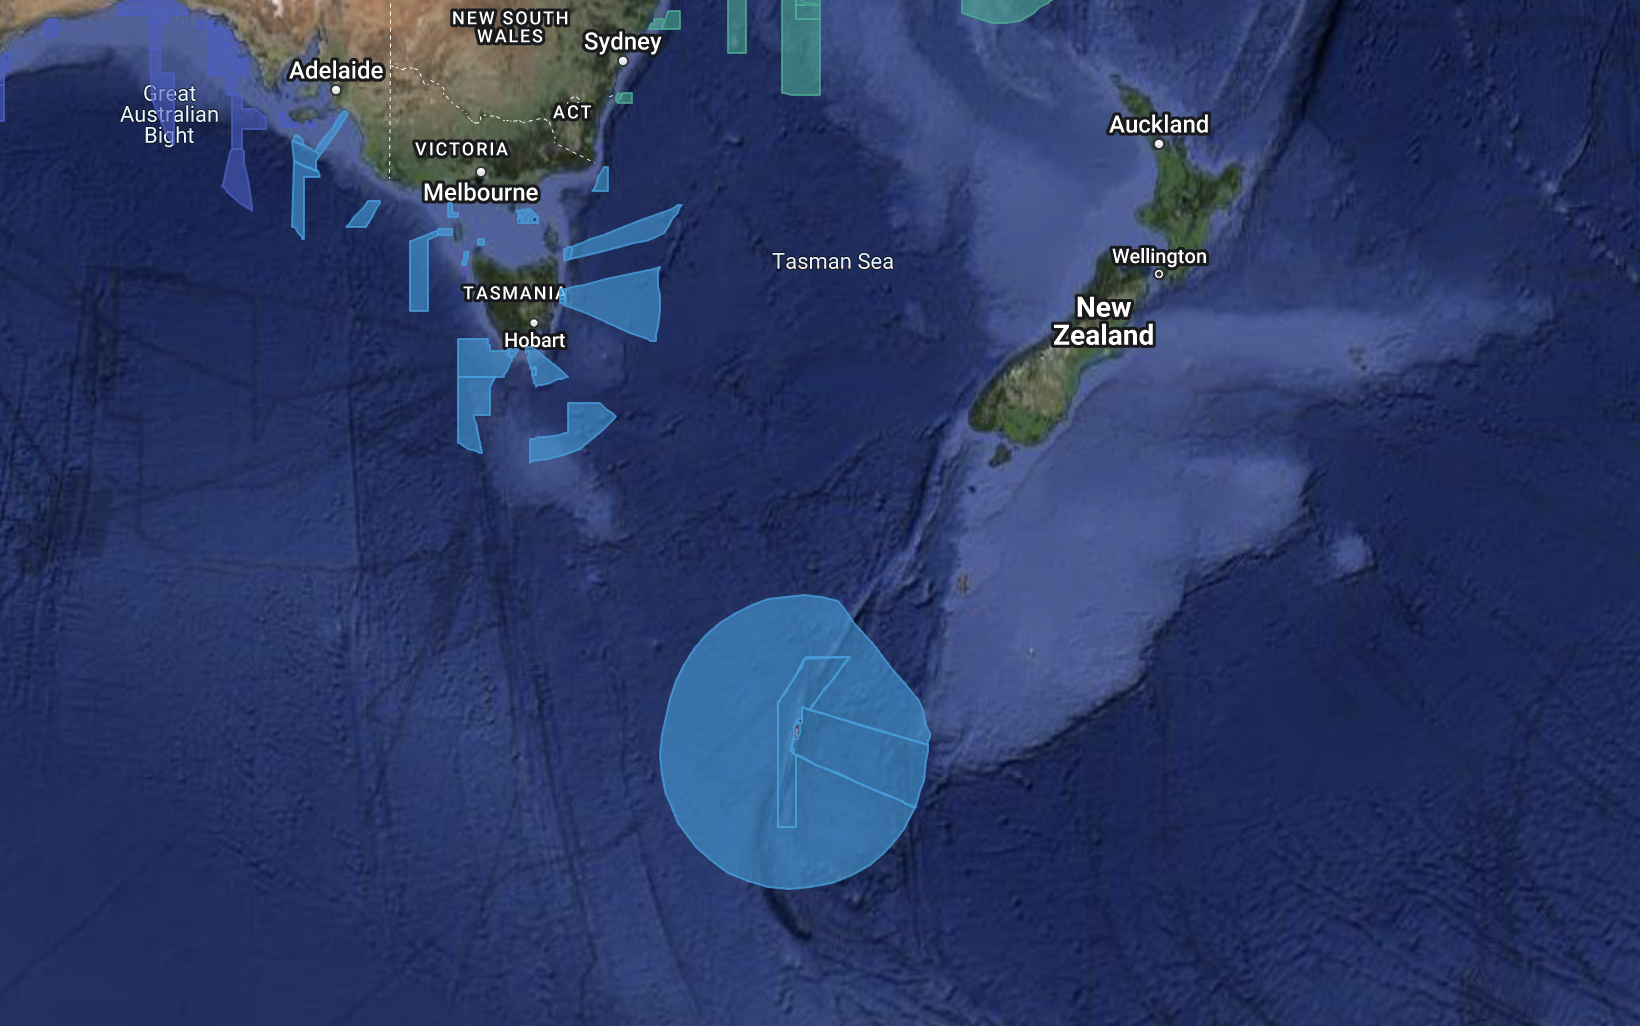 NEW SOUTH
WALES
Sydney
Adelaide
Great
Australian
Bight
ACT
VICTORIA
Melbourne
Auckland
Tasman Sea
Wellington
TASMANIA
New
Zealand
Hobart